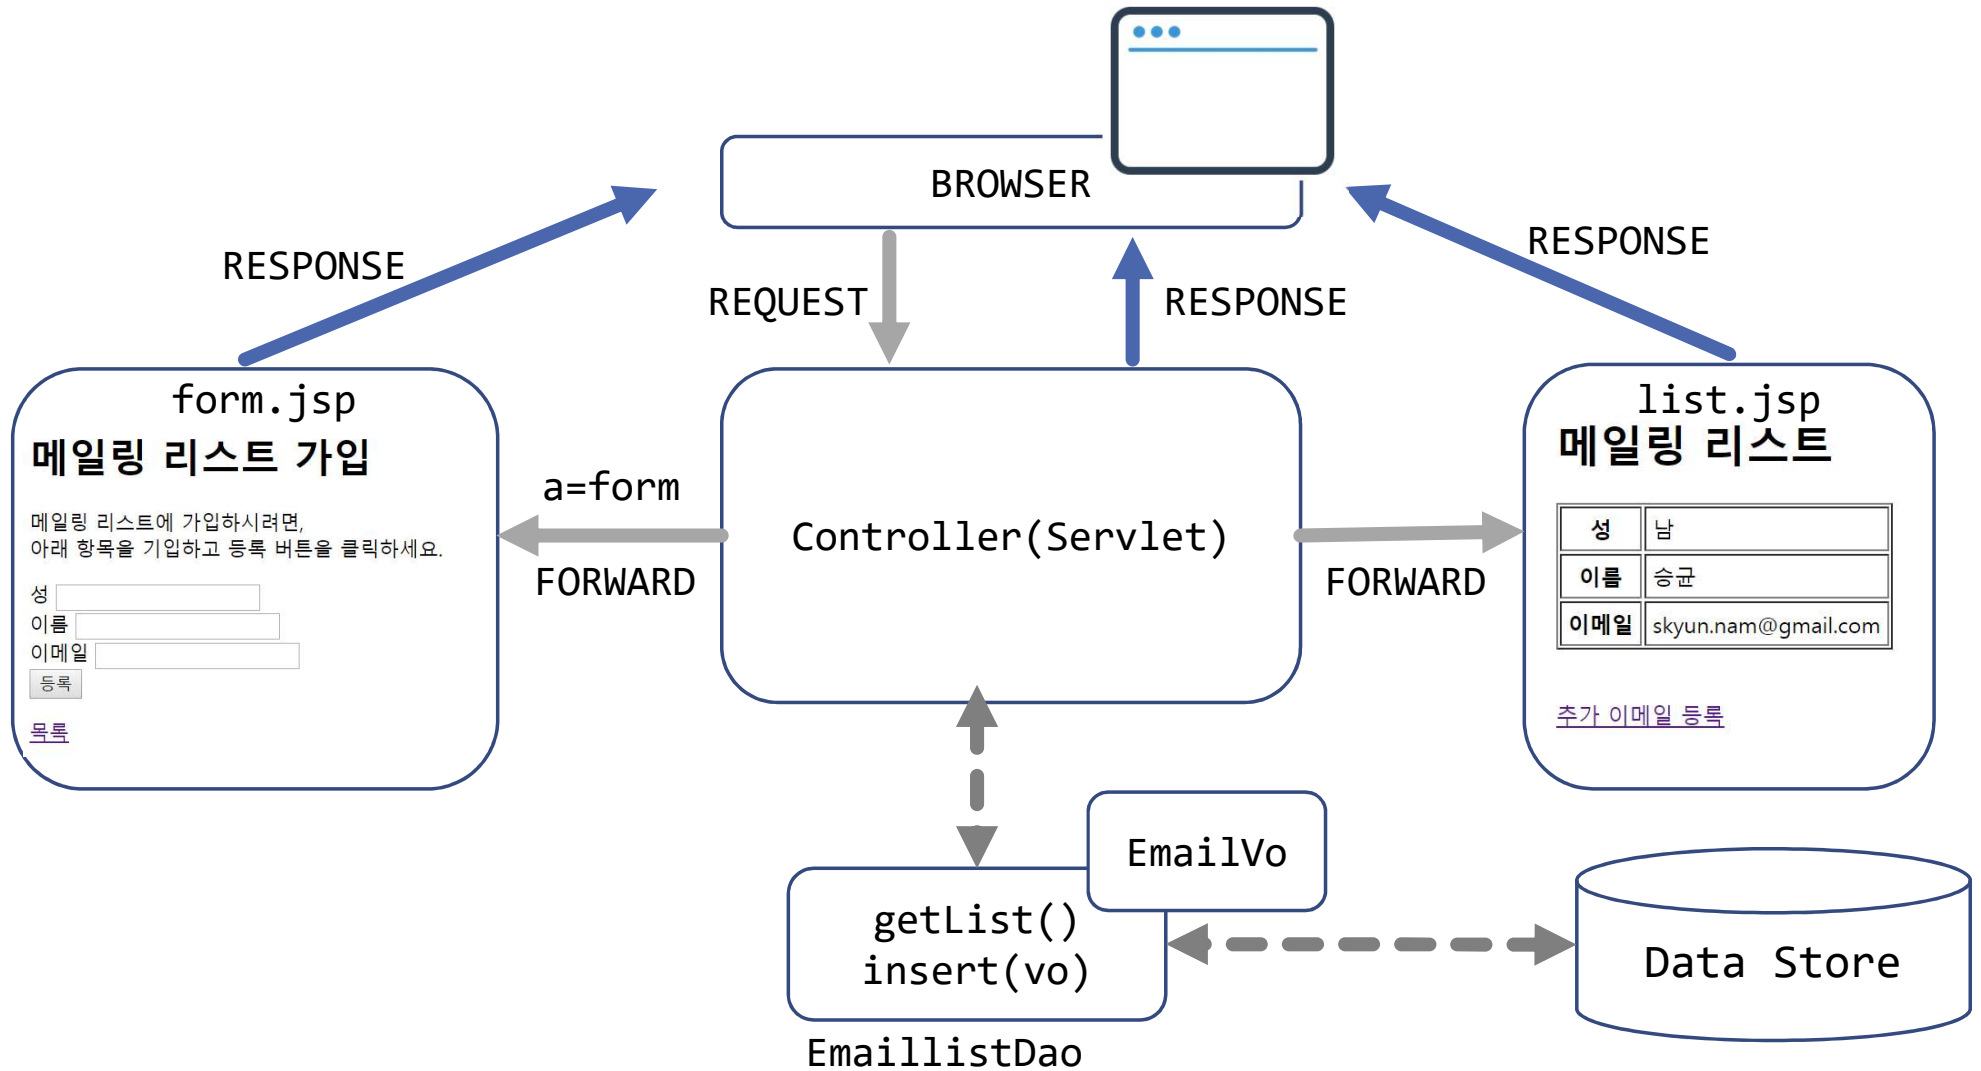 BROWSER
RESPONSE
REQUEST
RESPONSE
RESPONSE
form.jsp
메일링 리스트 가입
메일링 리스트에 가입하시려면,
아래 항목을 기입하고 등록 버튼을 클릭하세요.
성
이름
이메일
등록
목록
a=form
FORWARD
Controller(Servlet)
FORWARD
list.jsp
메일링 리스트
성 남
이름 승균
이메일 skyun.nam@gmail.com
추가 이메일 등록
EmailVo
getList()
insert(vo)
EmaillistDao
Data Store